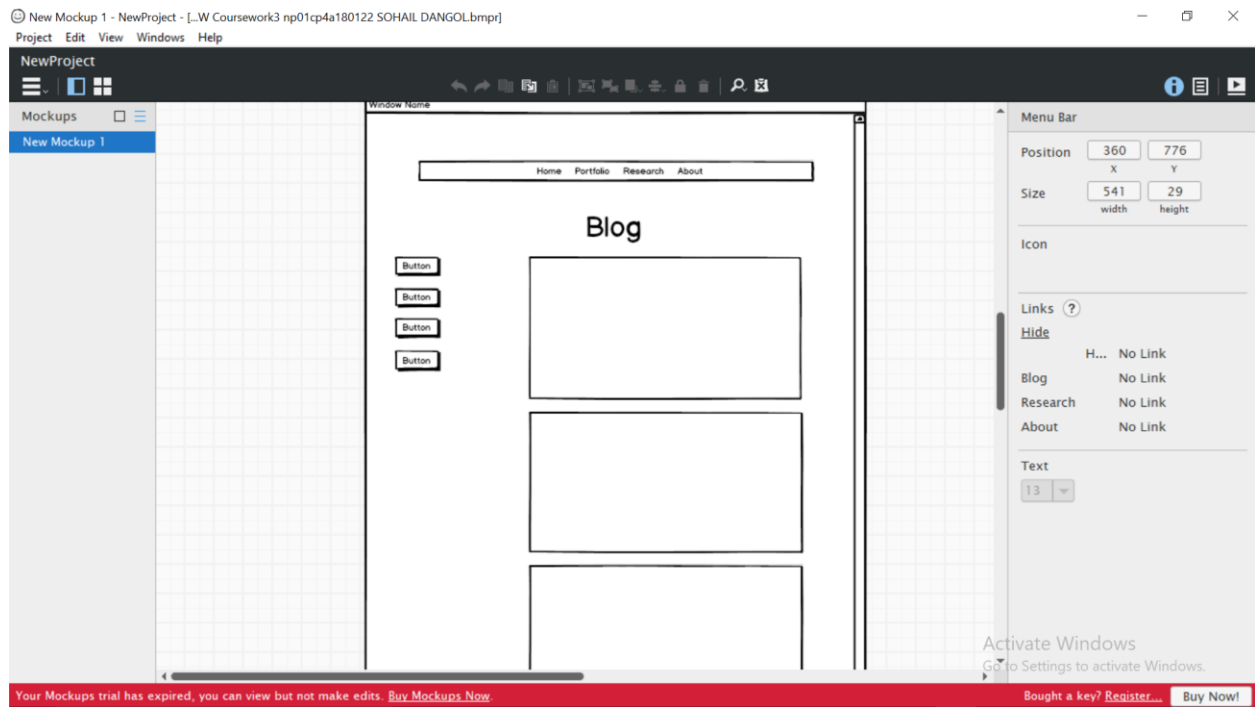 New Mockup 1 - NewProject - [...W Coursework3 np01cp4a180122 SOHAIL DANGOL.bmpr]
Project Edit View Windows Help
NewProject
Mockups
New Mockup 1
Window Name
Home Portfolio Research About
Blog
Button
Button
Button
Button
Menu Bar
Position 360 776
X Y
Size 541 29
width height
Icon
Links ?
Hide
H... No Link
Blog No Link
Research No Link
About No Link
Text
13
Activate Windows
Go to Settings to activate Windows.
Your Mockups trial has expired, you can view but not make edits. Buy Mockups Now.
Bought a key? Register... Buy Now!